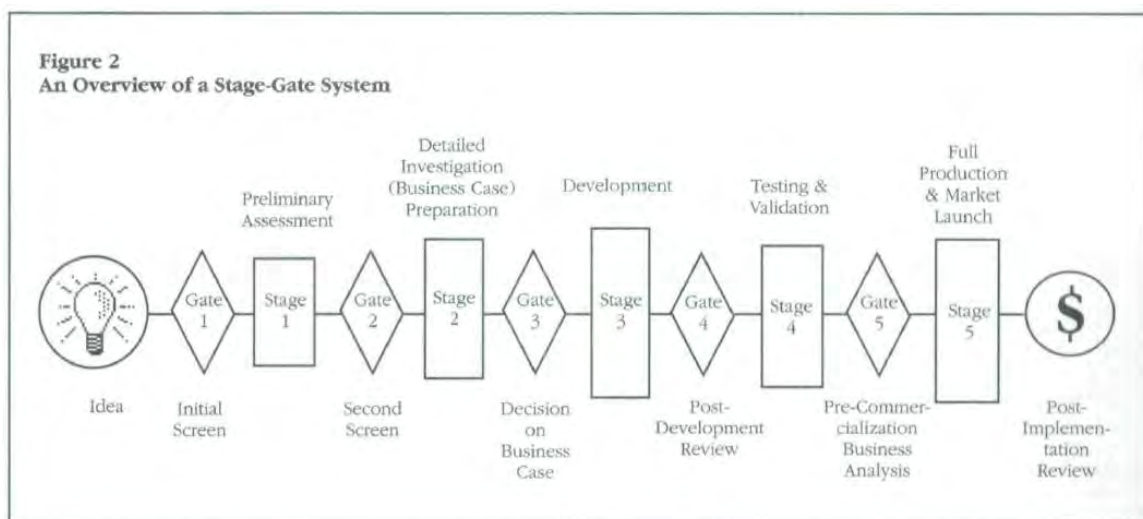 Figure 2
An Overview of a Stage-Gate System
Preliminary
Assessment
Detailed
Investigation
(Business Case)
Preparation
Development
Testing &
Validation
Full
Production
& Market
Launch
Gate
1
Stage
1
Gate
2
Stage
2
Gate
3
Stage
3
Gate
4
Stage
4
Gate
5
Stage
5
$
Idea
Initial
Screen
Second
Screen
Decision
on
Business
Case
Post-
Development
Review
Pre-Commer-
cialization
Business
Analysis
Post-
Implemen-
tation
Review